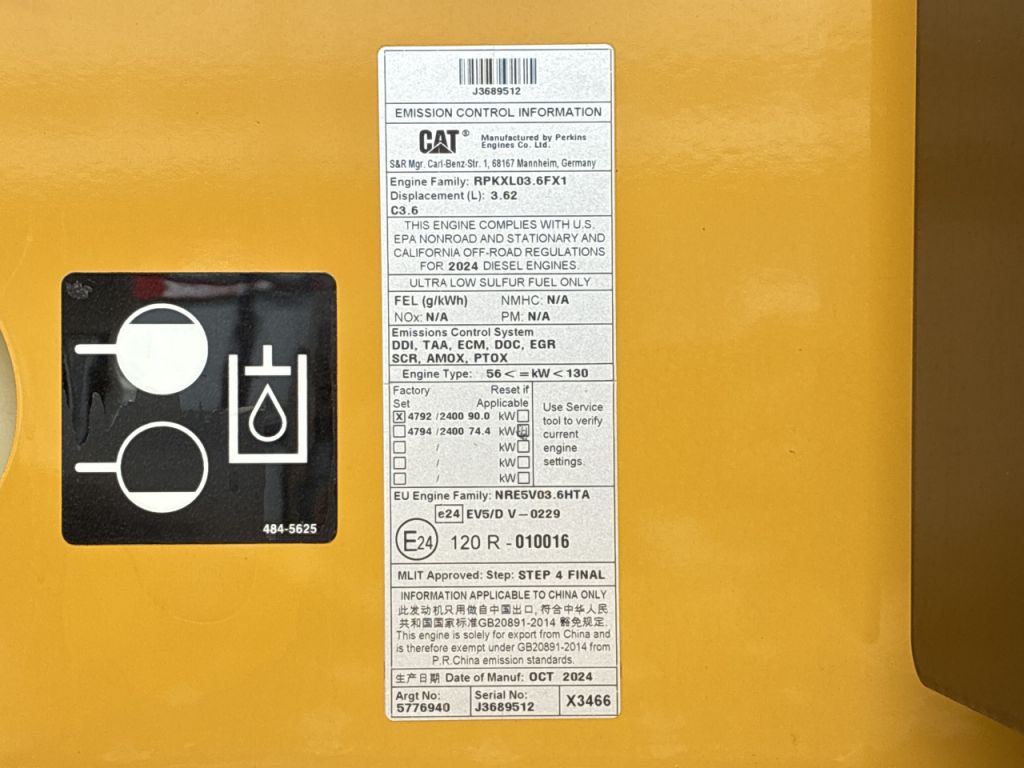 J3689512
EMISSION CONTROL INFORMATION
CAT® Manufactured by Perkins
Engines Co. Ltd.
S&R Mgr. Carl-Benz-Str. 1, 68167 Mannheim, Germany
Engine Family: RPKXL03.6FX1
Displacement (L): 3.62
C3.6
THIS ENGINE COMPLIES WITH U.S.
EPA NONROAD AND STATIONARY AND
CALIFORNIA OFF-ROAD REGULATIONS
FOR 2024 DIESEL ENGINES.
ULTRA LOW SULFUR FUEL ONLY
FEL (g/kWh) NMHC: N/A
NOx: N/A PM: N/A
Emissions Control System
DDI, TAA, ECM, DOC, EGR
SCR, AMOX, PTOX
Engine Type: 56 < = kW < 130
Factory Reset if
Set Applicable
X 4792 /2400 90.0 kW
4794 /2400 74.4 kW
/ kW
/ kW
/ kW
Use Service
tool to verify
current
engine
settings.
EU Engine Family: NRE5V03.6HTA
e24 EV5/D V-0229
E24 120 R - 010016
MLIT Approved: Step: STEP 4 FINAL
INFORMATION APPLICABLE TO CHINA ONLY
此发动机只用做自中国出口, 符合中华人民
共和国国家标准GB20891-2014 豁免规定.
This engine is solely for export from China and
is therefore exempt under GB20891-2014 from
P.R.China emission standards.
生产日期 Date of Manuf: OCT 2024
Argt No: Serial No:
5776940 J3689512 X3466
484-5625